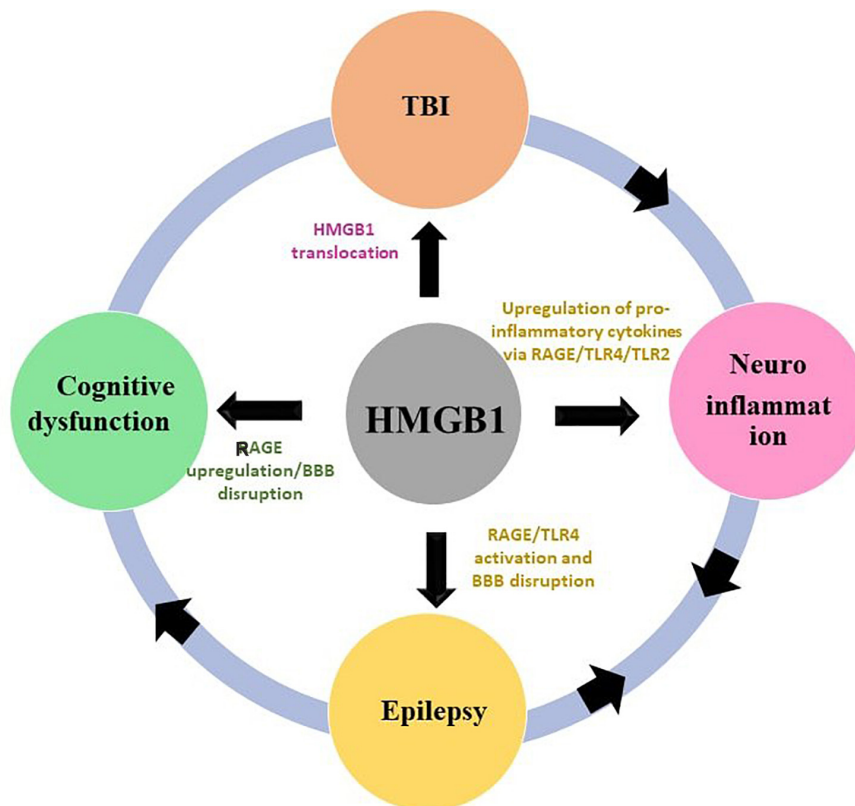 TBI
HMGB1
translocation
Upregulation of pro-
inflammatory cytokines
via RAGE/TLR4/TLR2
Neuro
inflammat
ion
Cognitive
dysfunction
HMGB1
RAGE
upregulation/BBB
disruption
RAGE/TLR4
activation and
BBB disruption
Epilepsy